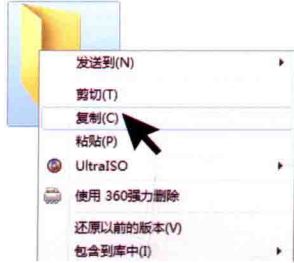 发送到(N)
剪切(T)
复制(C)
粘贴(P)
UltraISO
使用 360强力删除
还原以前的版本(V)
包含到库中(I)